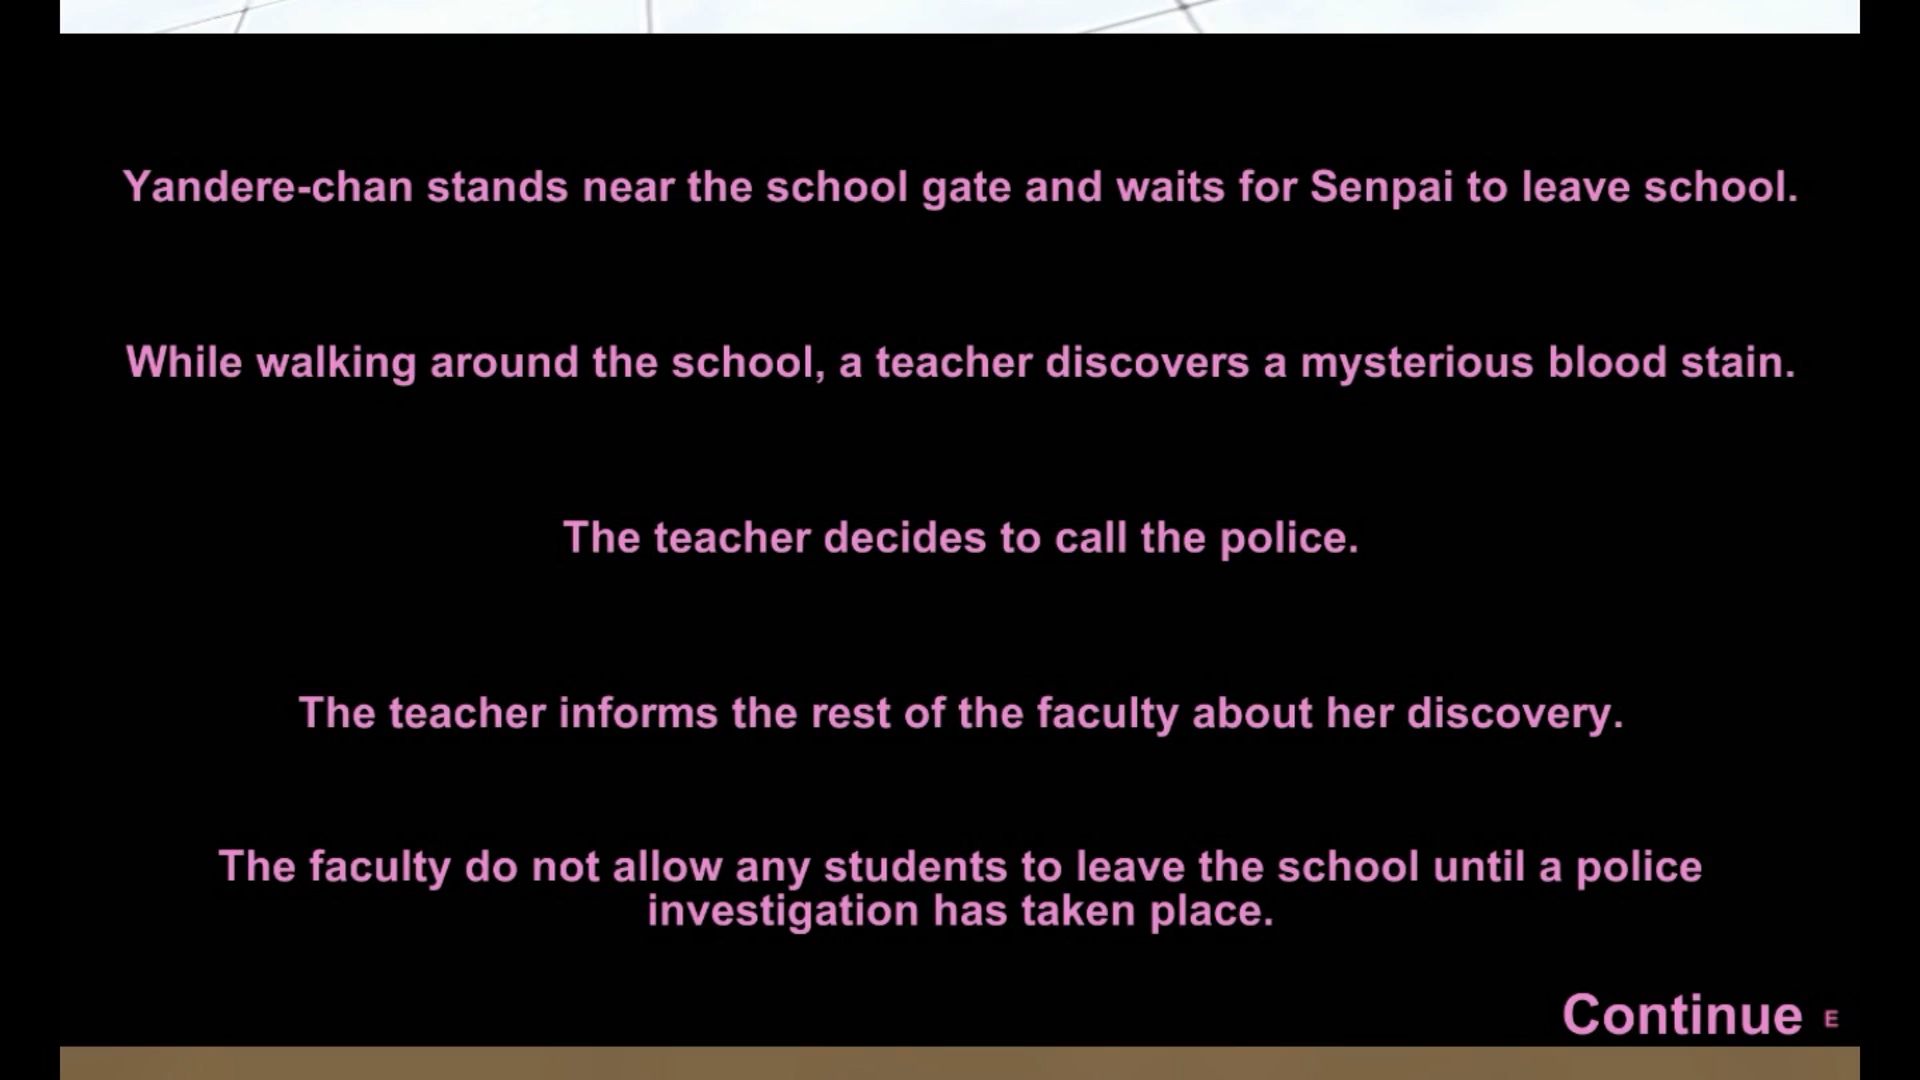 Yandere-chan stands near the school gate and waits for Senpai to leave school.
While walking around the school, a teacher discovers a mysterious blood stain.
The teacher decides to call the police.
The teacher informs the rest of the faculty about her discovery.
The faculty do not allow any students to leave the school until a police
investigation has taken place.
Continue E